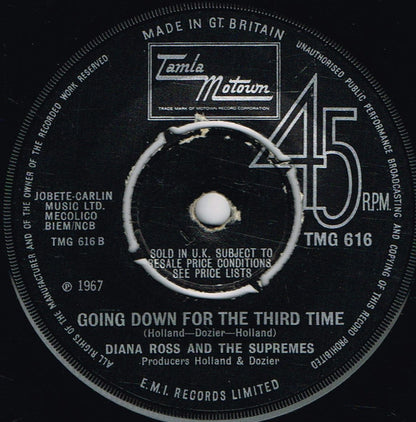 MADE IN GT. BRITAIN
UNAUTHORISED PUBLIC PERFORMANCE BROADCASTING AND COPYING OF THIS RECORD PROHIBITED
ALL RIGHTS OF THE MANUFACTURER AND OF THE OWNER OF THE RECORDED WORK RESERVED
Tamla
Motown
TRADE MARK OF MOTOWN RECORD CORPORATION
45
R.P.M.
JOBETE-CARLIN
MUSIC LTD.
MECOLICO
BIEM/NCB
TMG 616 B
TMG 616
SOLD IN U.K. SUBJECT TO
RESALE PRICE CONDITIONS
SEE PRICE LISTS
℗ 1967
GOING DOWN FOR THE THIRD TIME
(Holland—Dozier—Holland)
DIANA ROSS AND THE SUPREMES
Producers Holland & Dozier
E.M.I. RECORDS LIMITED